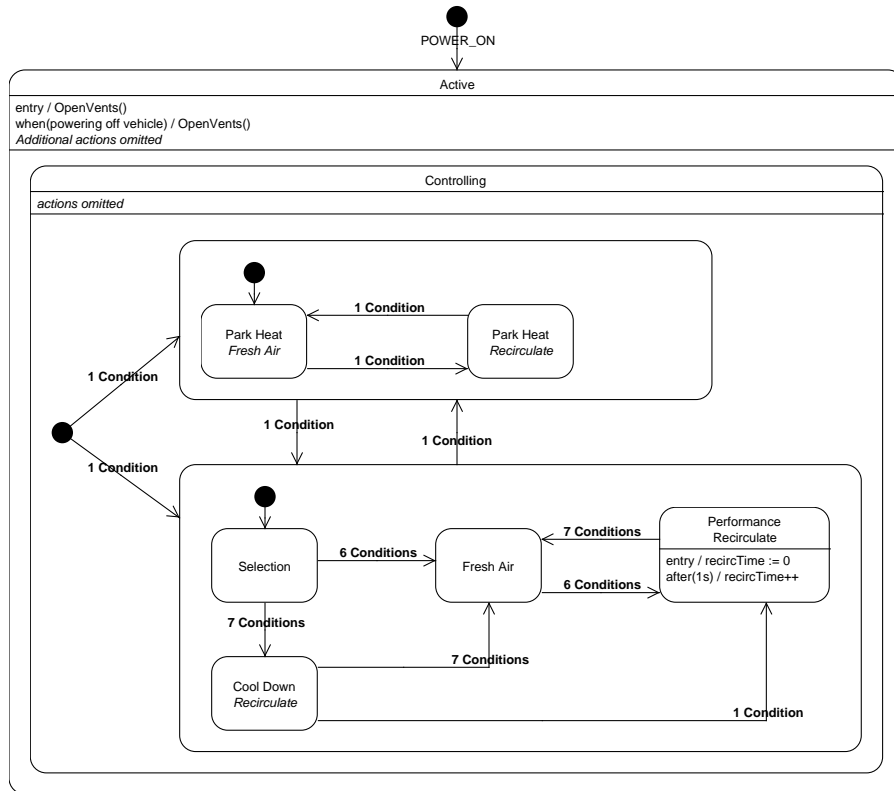 POWER_ON
Active
entry / OpenVents()
when(powering off vehicle) / OpenVents()
Additional actions omitted
Controlling
actions omitted
1 Condition
Park Heat
Fresh Air
Park Heat
Recirculate
1 Condition
1 Condition
1 Condition
1 Condition
1 Condition
Performance
Recirculate
7 Conditions
6 Conditions
Selection
Fresh Air
entry / recircTime := 0
after(1s) / recircTime++
6 Conditions
7 Conditions
7 Conditions
Cool Down
Recirculate
1 Condition